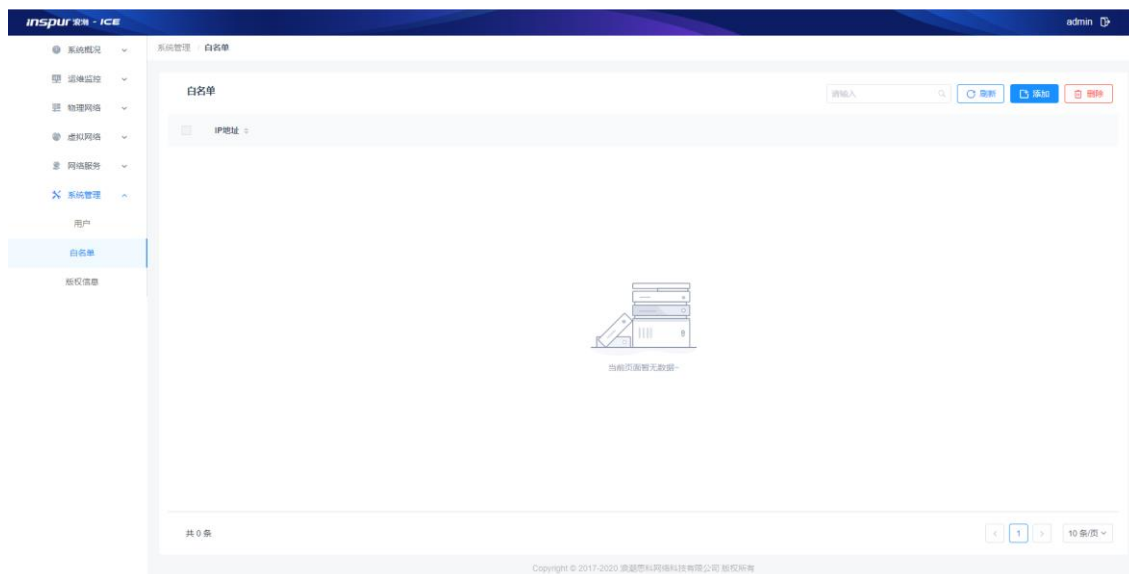 inspur 浪潮 - ICE
admin
系统概况
系统管理 / 白名单
运维监控
白名单
请输入
刷新
添加
删除
物理网络
IP地址
虚拟网络
网络服务
系统管理
用户
白名单
版权信息
当前页面暂无数据~
共 0 条
1
10 条/页
Copyright © 2017-2020 浪潮思科网络科技有限公司 版权所有